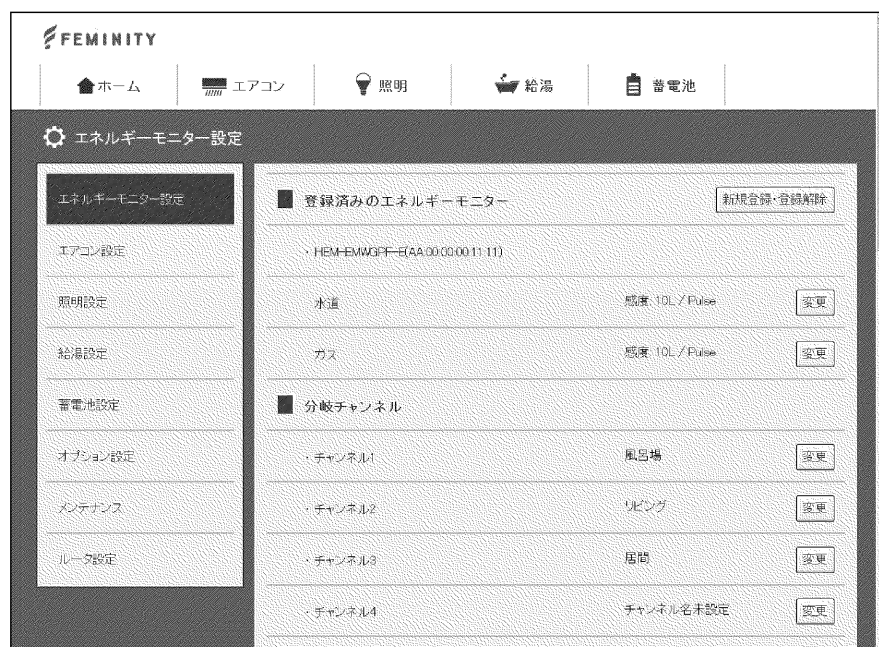 FEMINITY
ホーム エアコン 照明 給湯 蓄電池
エネルギーモニター設定
エネルギーモニター設定
エアコン設定
照明設定
給湯設定
蓄電池設定
オプション設定
メンテナンス
ルータ設定
登録済みのエネルギーモニター 新規登録・登録解除
・HEM-EMWGPF-E(AA:00:00:00:11:11)
水道 感度 10L / Pulse 変更
ガス 感度 10L / Pulse 変更
分岐チャンネル
・チャンネル1 風呂場 変更
・チャンネル2 リビング 変更
・チャンネル3 居間 変更
・チャンネル4 チャンネル名未設定 変更